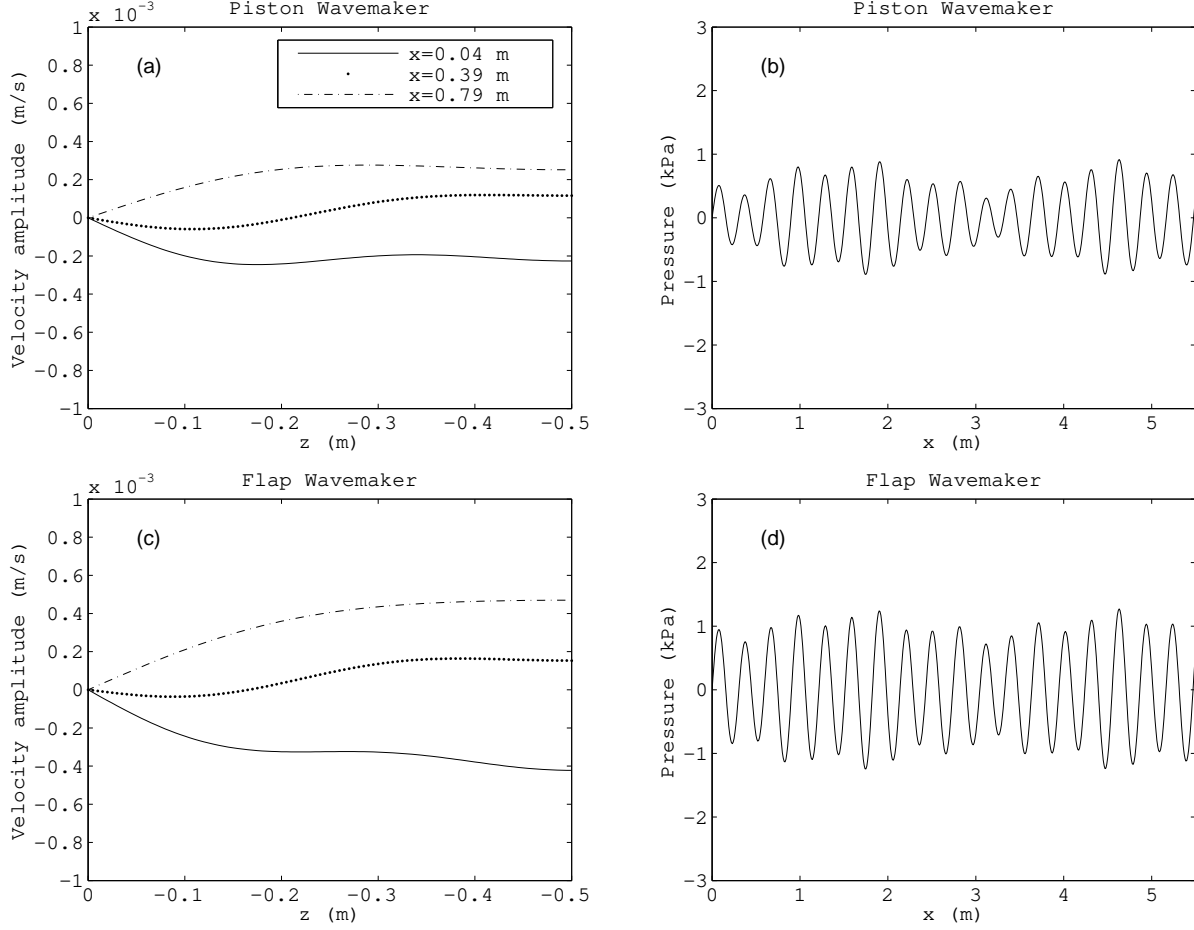 Piston Wavemaker
x 10⁻³
1
0.8
0.6
0.4
0.2
0
−0.2
−0.4
−0.6
−0.8
−1
Velocity amplitude (m/s)
(a)
x=0.04 m
x=0.39 m
x=0.79 m
0 −0.1 −0.2 −0.3 −0.4 −0.5
z (m)
Piston Wavemaker
3
2
1
0
−1
−2
−3
Pressure (kPa)
(b)
0 1 2 3 4 5
x (m)
Flap Wavemaker
x 10⁻³
1
0.8
0.6
0.4
0.2
0
−0.2
−0.4
−0.6
−0.8
−1
Velocity amplitude (m/s)
(c)
0 −0.1 −0.2 −0.3 −0.4 −0.5
z (m)
Flap Wavemaker
3
2
1
0
−1
−2
−3
Pressure (kPa)
(d)
0 1 2 3 4 5
x (m)